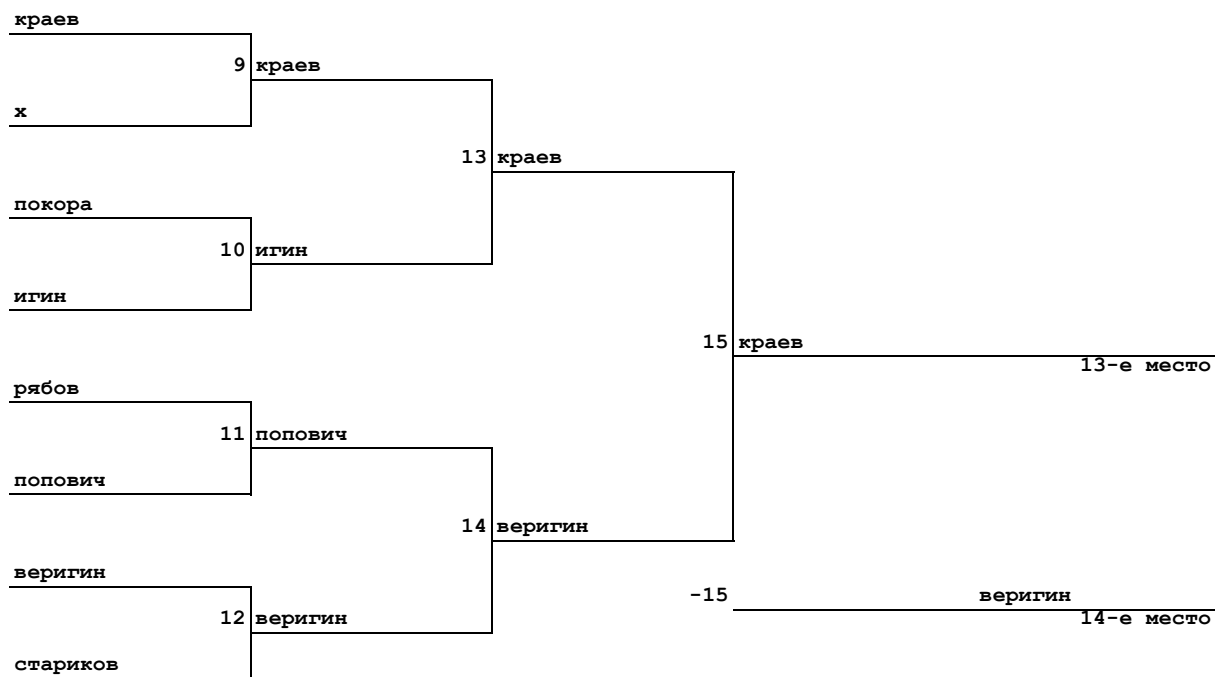 краев
9 краев
х
13 краев
покора
10 игин
игин
15 краев
13-е место
рябов
11 попович
попович
14 веригин
веригин
-15 веригин
12 веригин
14-е место
стариков